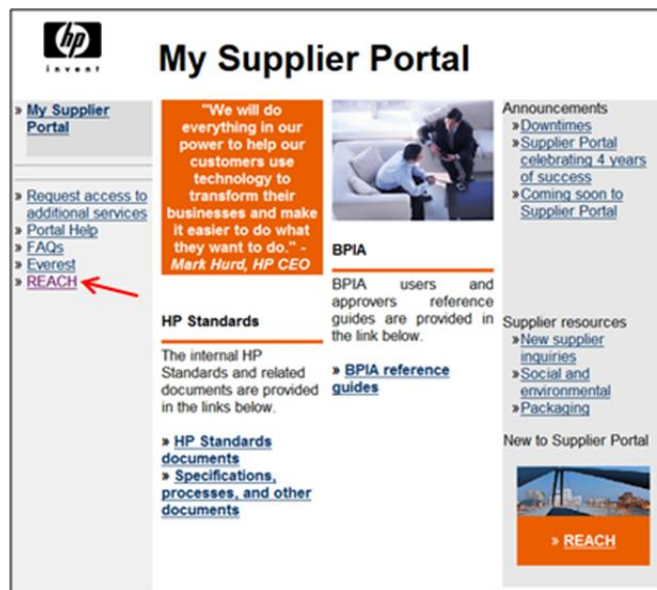 hp
invent
My Supplier Portal
» My Supplier
Portal
» Request access to
additional services
» Portal Help
» FAQs
» Everest
» REACH
"We will do
everything in our
power to help our
customers use
technology to
transform their
businesses and make
it easier to do what
they want to do." -
Mark Hurd, HP CEO
HP Standards
The internal HP
Standards and related
documents are provided
in the links below.
» HP Standards
documents
» Specifications,
processes, and other
documents
BPIA
BPIA users and
approvers reference
guides are provided in
the link below.
» BPIA reference
guides
Announcements
»Downtimes
»Supplier Portal
celebrating 4 years
of success
»Coming soon to
Supplier Portal
Supplier resources
»New supplier
inquiries
»Social and
environmental
»Packaging
New to Supplier Portal
» REACH